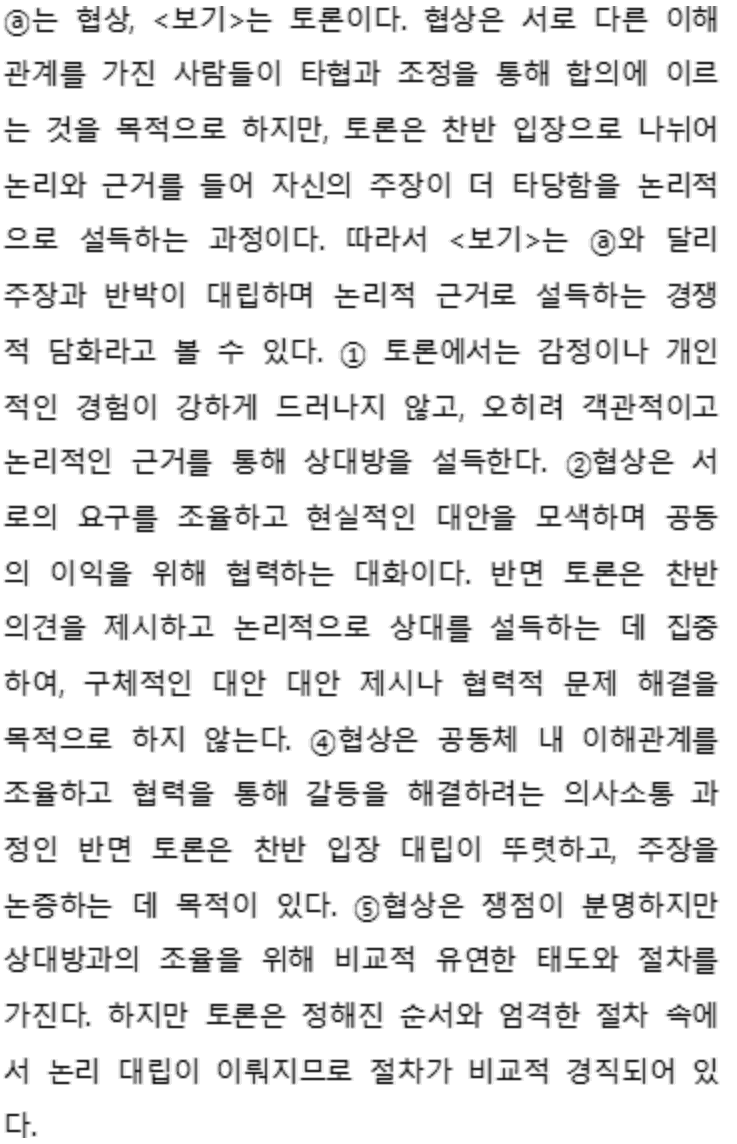 ⓐ는 협상, <보기>는 토론이다. 협상은 서로 다른 이해
관계를 가진 사람들이 타협과 조정을 통해 합의에 이르
는 것을 목적으로 하지만, 토론은 찬반 입장으로 나뉘어
논리와 근거를 들어 자신의 주장이 더 타당함을 논리적
으로 설득하는 과정이다. 따라서 <보기>는 ⓐ와 달리
주장과 반박이 대립하며 논리적 근거로 설득하는 경쟁
적 담화라고 볼 수 있다. ① 토론에서는 감정이나 개인
적인 경험이 강하게 드러나지 않고, 오히려 객관적이고
논리적인 근거를 통해 상대방을 설득한다. ②협상은 서
로의 요구를 조율하고 현실적인 대안을 모색하며 공동
의 이익을 위해 협력하는 대화이다. 반면 토론은 찬반
의견을 제시하고 논리적으로 상대를 설득하는 데 집중
하여, 구체적인 대안 대안 제시나 협력적 문제 해결을
목적으로 하지 않는다. ④협상은 공동체 내 이해관계를
조율하고 협력을 통해 갈등을 해결하려는 의사소통 과
정인 반면 토론은 찬반 입장 대립이 뚜렷하고, 주장을
논증하는 데 목적이 있다. ⑤협상은 쟁점이 분명하지만
상대방과의 조율을 위해 비교적 유연한 태도와 절차를
가진다. 하지만 토론은 정해진 순서와 엄격한 절차 속에
서 논리 대립이 이뤄지므로 절차가 비교적 경직되어 있
다.